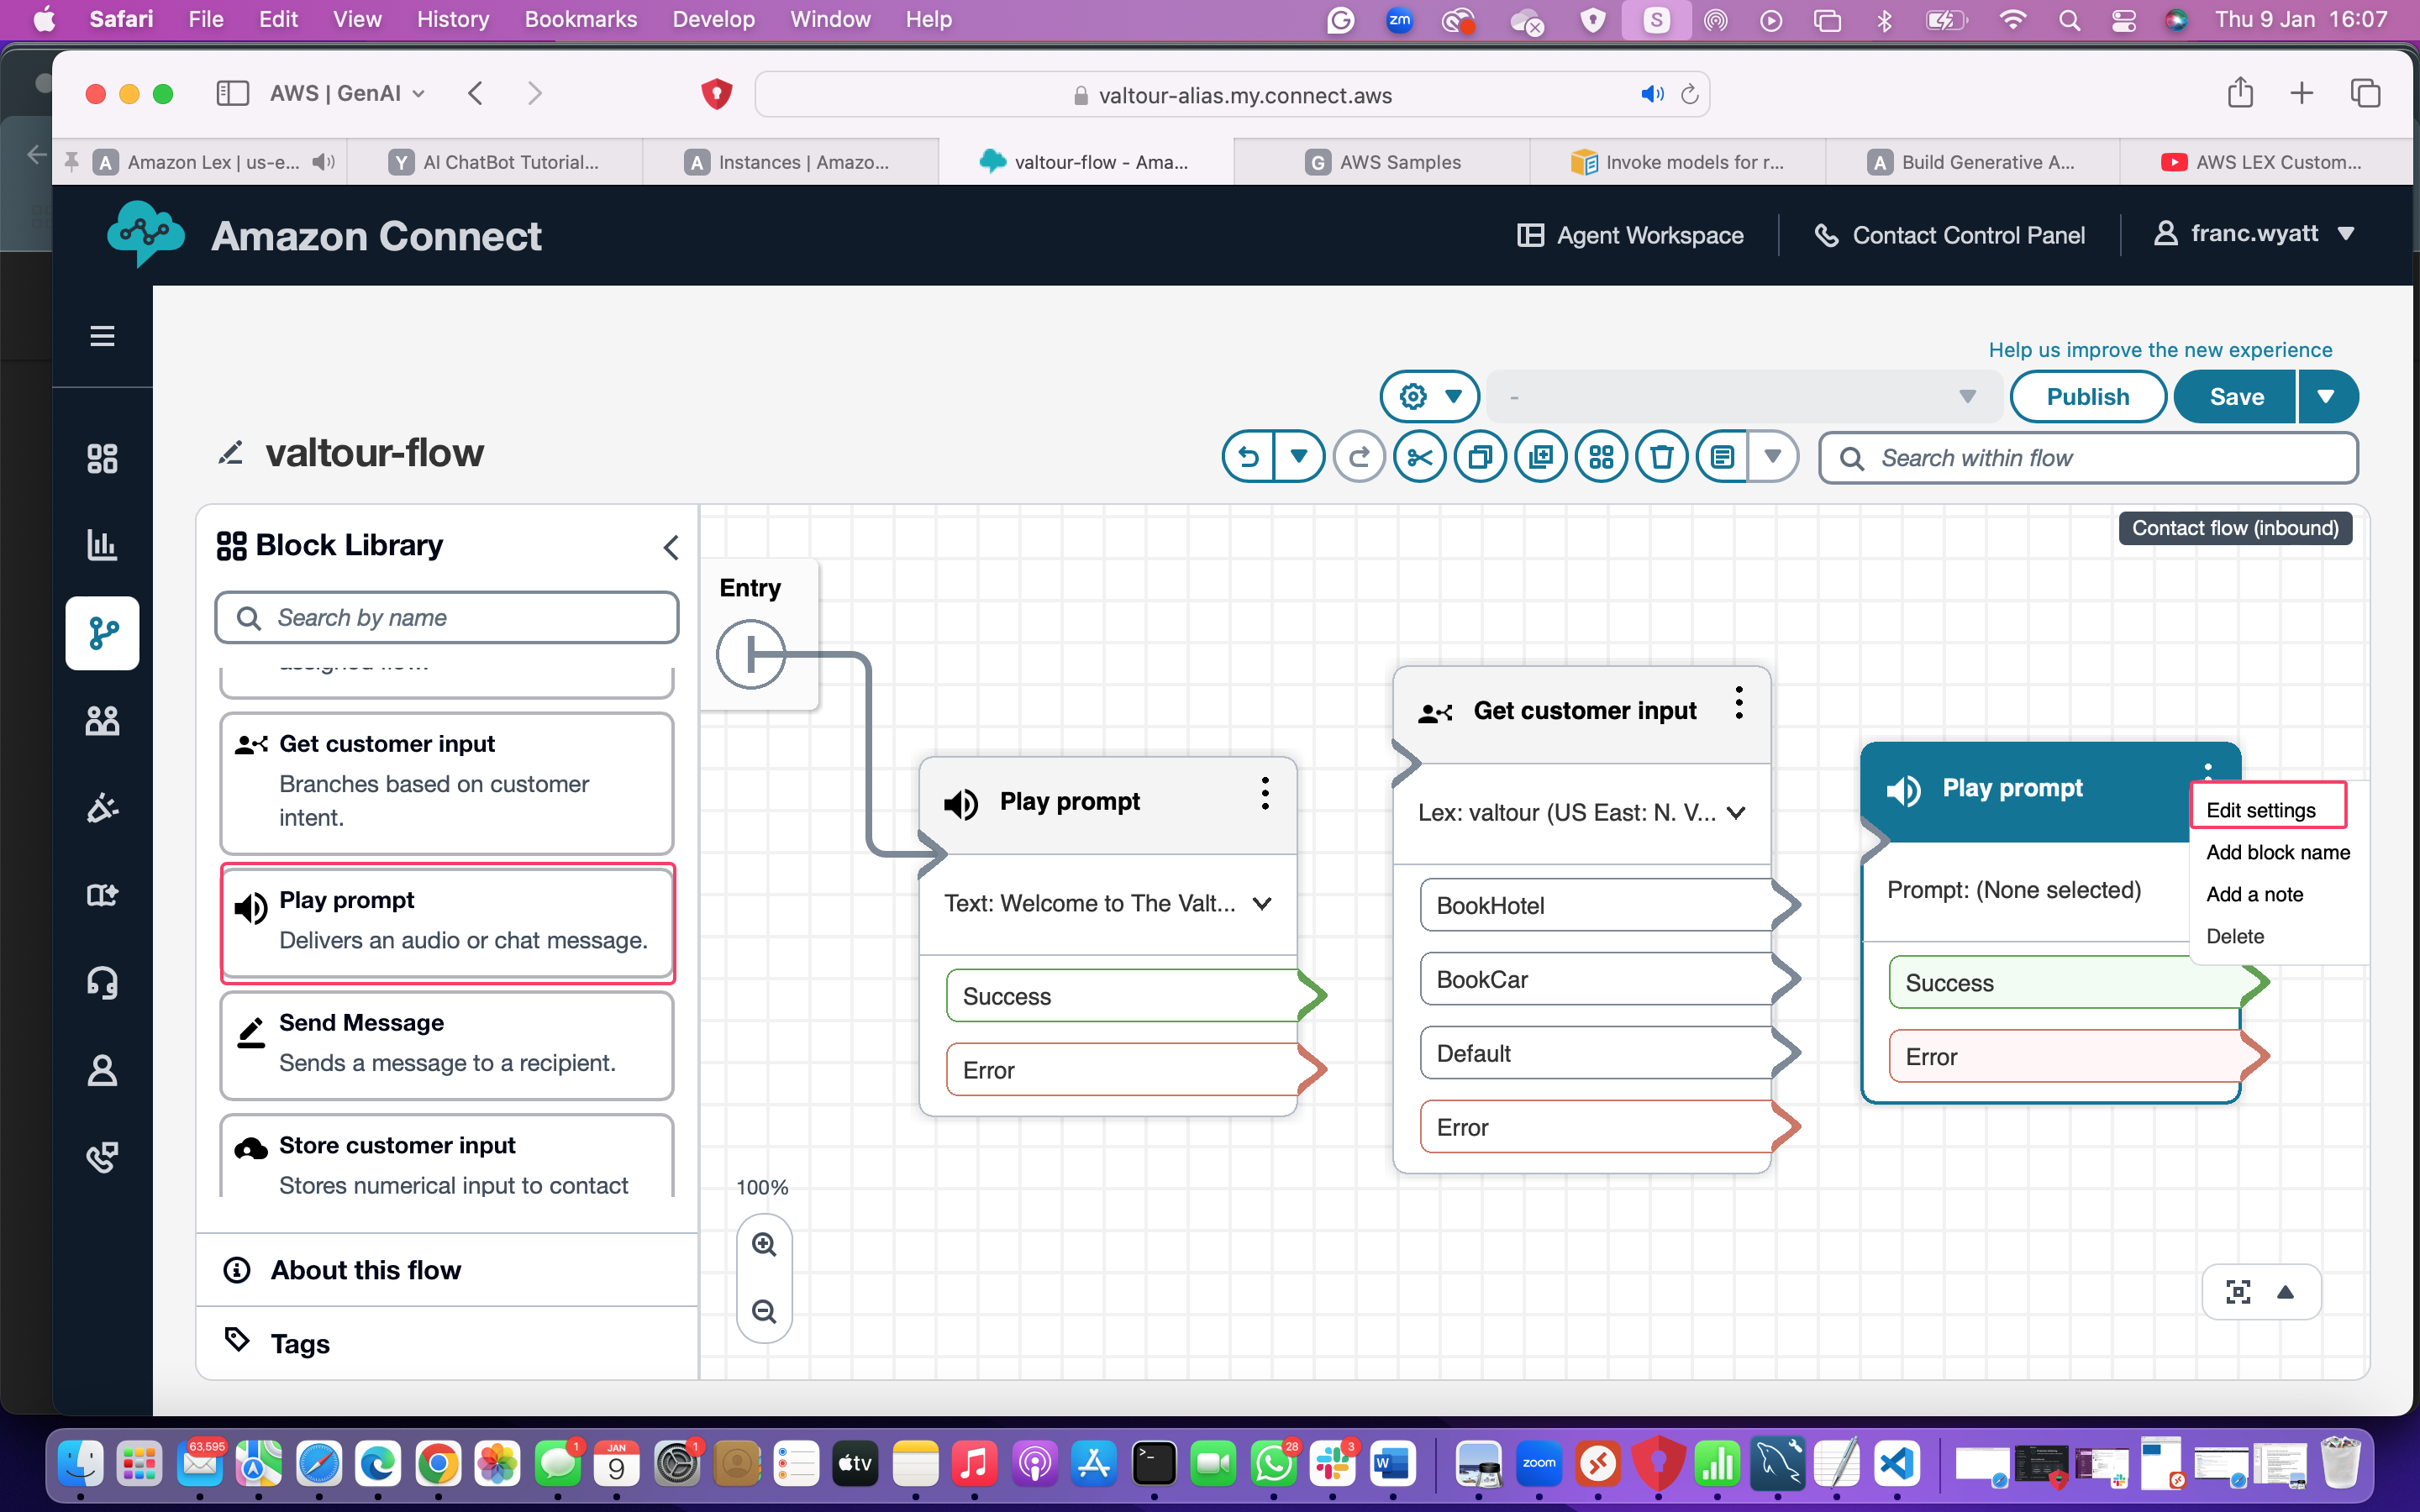 Safari File Edit View History Bookmarks Develop Window Help
zm
S
Thu 9 Jan 16:07
AWS | GenAI
valtour-alias.my.connect.aws
A Amazon Lex | us-e...
Y AI ChatBot Tutorial...
A Instances | Amazo...
valtour-flow - Ama...
G AWS Samples
Invoke models for r...
A Build Generative A...
AWS LEX Custom...
Amazon Connect
Agent Workspace
Contact Control Panel
franc.wyatt
Help us improve the new experience
-
Publish
Save
valtour-flow
Search within flow
Block Library
Search by name
Get customer input
Branches based on customer
intent.
Play prompt
Delivers an audio or chat message.
Send Message
Sends a message to a recipient.
Store customer input
Stores numerical input to contact
About this flow
Tags
Contact flow (inbound)
Entry
Play prompt
Text: Welcome to The Valt...
Success
Error
Get customer input
Lex: valtour (US East: N. V...
BookHotel
BookCar
Default
Error
Play prompt
Prompt: (None selected)
Success
Error
Edit settings
Add block name
Add a note
Delete
100%
63,595
1
JAN
9
1
tv
28
3
W
zoom